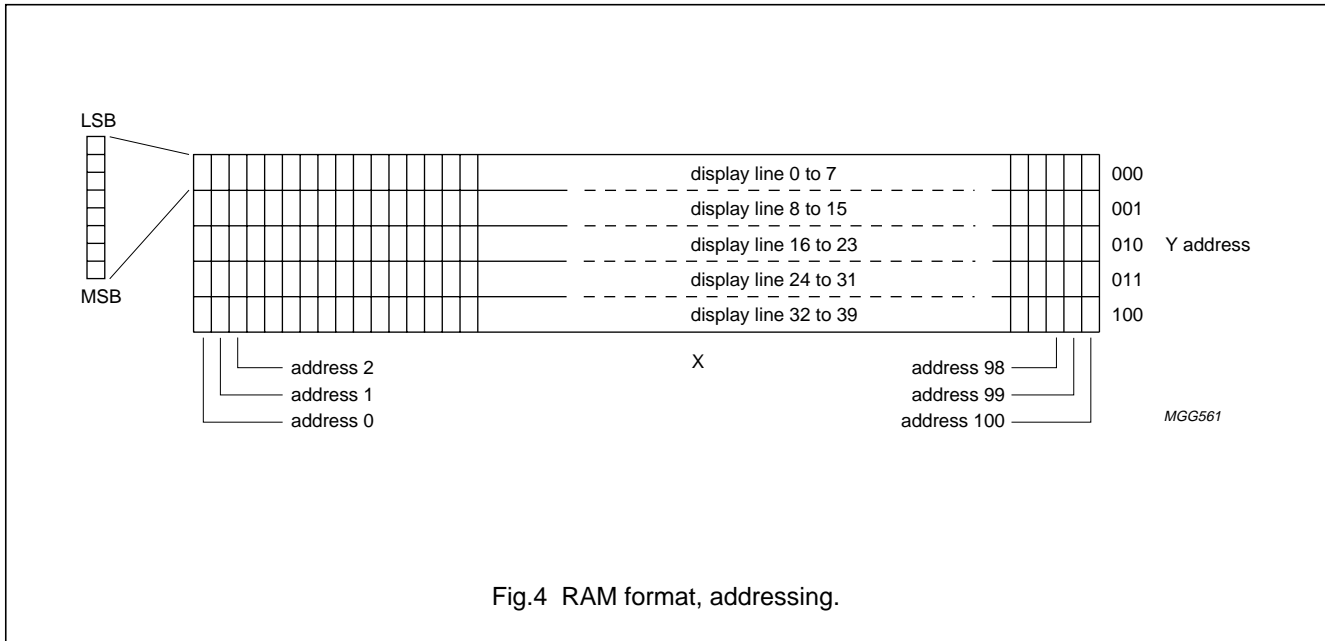 LSB
MSB
display line 0 to 7
000
display line 8 to 15
001
display line 16 to 23
010 Y address
display line 24 to 31
011
display line 32 to 39
100
address 2
X
address 98
address 1
address 99
address 0
address 100
MGG561
Fig.4 RAM format, addressing.